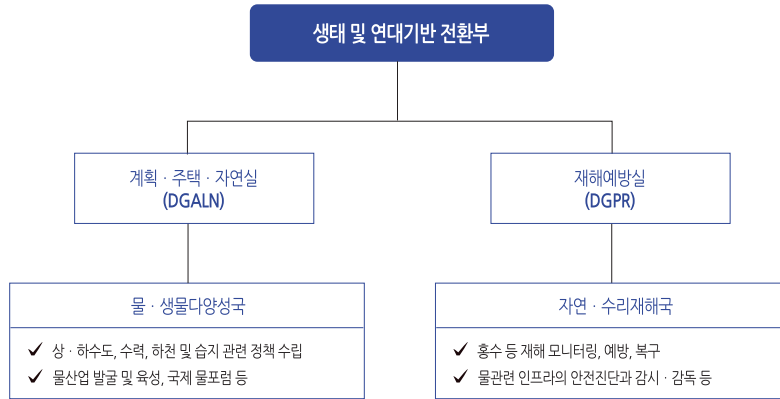 생태 및 연대기반 전환부
계획 · 주택 · 자연실
(DGALN)
재해예방실
(DGPR)
물 · 생물다양성국
✓ 상 · 하수도, 수력, 하천 및 습지 관련 정책 수립
✓ 물산업 발굴 및 육성, 국제 물포럼 등
자연 · 수리재해국
✓ 홍수 등 재해 모니터링, 예방, 복구
✓ 물관련 인프라의 안전진단과 감시 · 감독 등